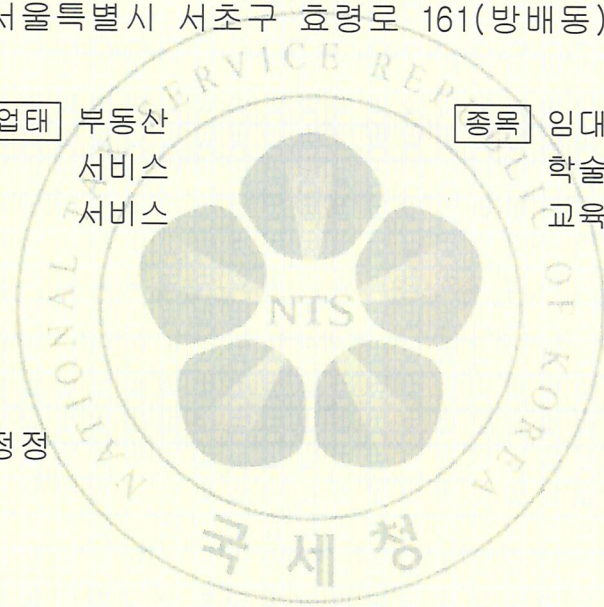 서울특별시 서초구 효령로 161(방배동)
업태 부동산 종목 임대
서비스 학술
서비스 교육
정정
NATIONAL TAX SERVICE REPUBLIC OF KOREA
NTS
국세청